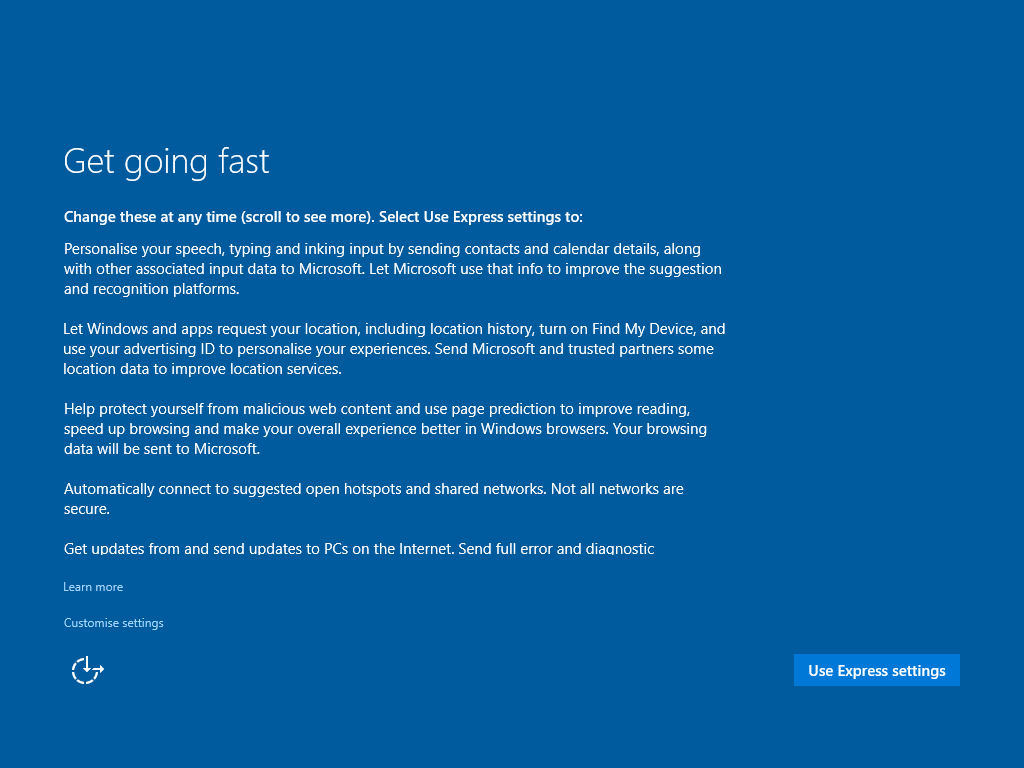 Get going fast
Change these at any time (scroll to see more). Select Use Express settings to:
Personalise your speech, typing and inking input by sending contacts and calendar details, along
with other associated input data to Microsoft. Let Microsoft use that info to improve the suggestion
and recognition platforms.
Let Windows and apps request your location, including location history, turn on Find My Device, and
use your advertising ID to personalise your experiences. Send Microsoft and trusted partners some
location data to improve location services.
Help protect yourself from malicious web content and use page prediction to improve reading,
speed up browsing and make your overall experience better in Windows browsers. Your browsing
data will be sent to Microsoft.
Automatically connect to suggested open hotspots and shared networks. Not all networks are
secure.
Get updates from and send updates to PCs on the Internet. Send full error and diagnostic
Learn more
Customise settings
Use Express settings